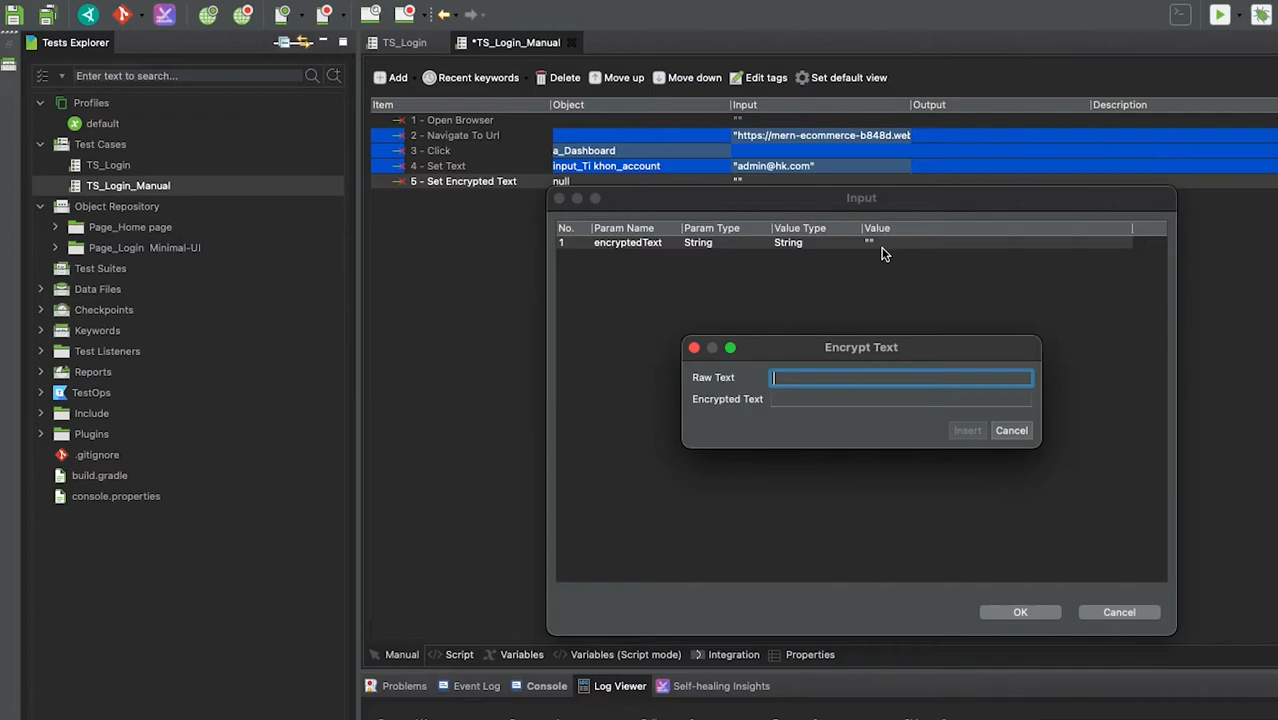 Tests Explorer
TS_Login
*TS_Login_Manual
Enter text to search...
Add
Recent keywords
Delete
Move up
Move down
Edit tags
Set default view
Item
Object
Input
Output
Description
Profiles
default
Test Cases
TS_Login
TS_Login_Manual
Object Repository
Page_Home page
Page_Login Minimal-UI
Test Suites
Data Files
Checkpoints
Keywords
Test Listeners
Reports
TestOps
Include
Plugins
.gitignore
build.gradle
console.properties
1 - Open Browser
""
2 - Navigate To Url
"https://mern-ecommerce-b848d.web
3 - Click
a_Dashboard
4 - Set Text
input_Ti khon_account
"admin@hk.com"
5 - Set Encrypted Text
null
""
Input
No.
Param Name
Param Type
Value Type
Value
1
encryptedText
String
String
""
Encrypt Text
Raw Text
Encrypted Text
Insert
Cancel
OK
Cancel
Manual
Script
Variables
Variables (Script mode)
Integration
Properties
Problems
Event Log
Console
Log Viewer
Self-healing Insights